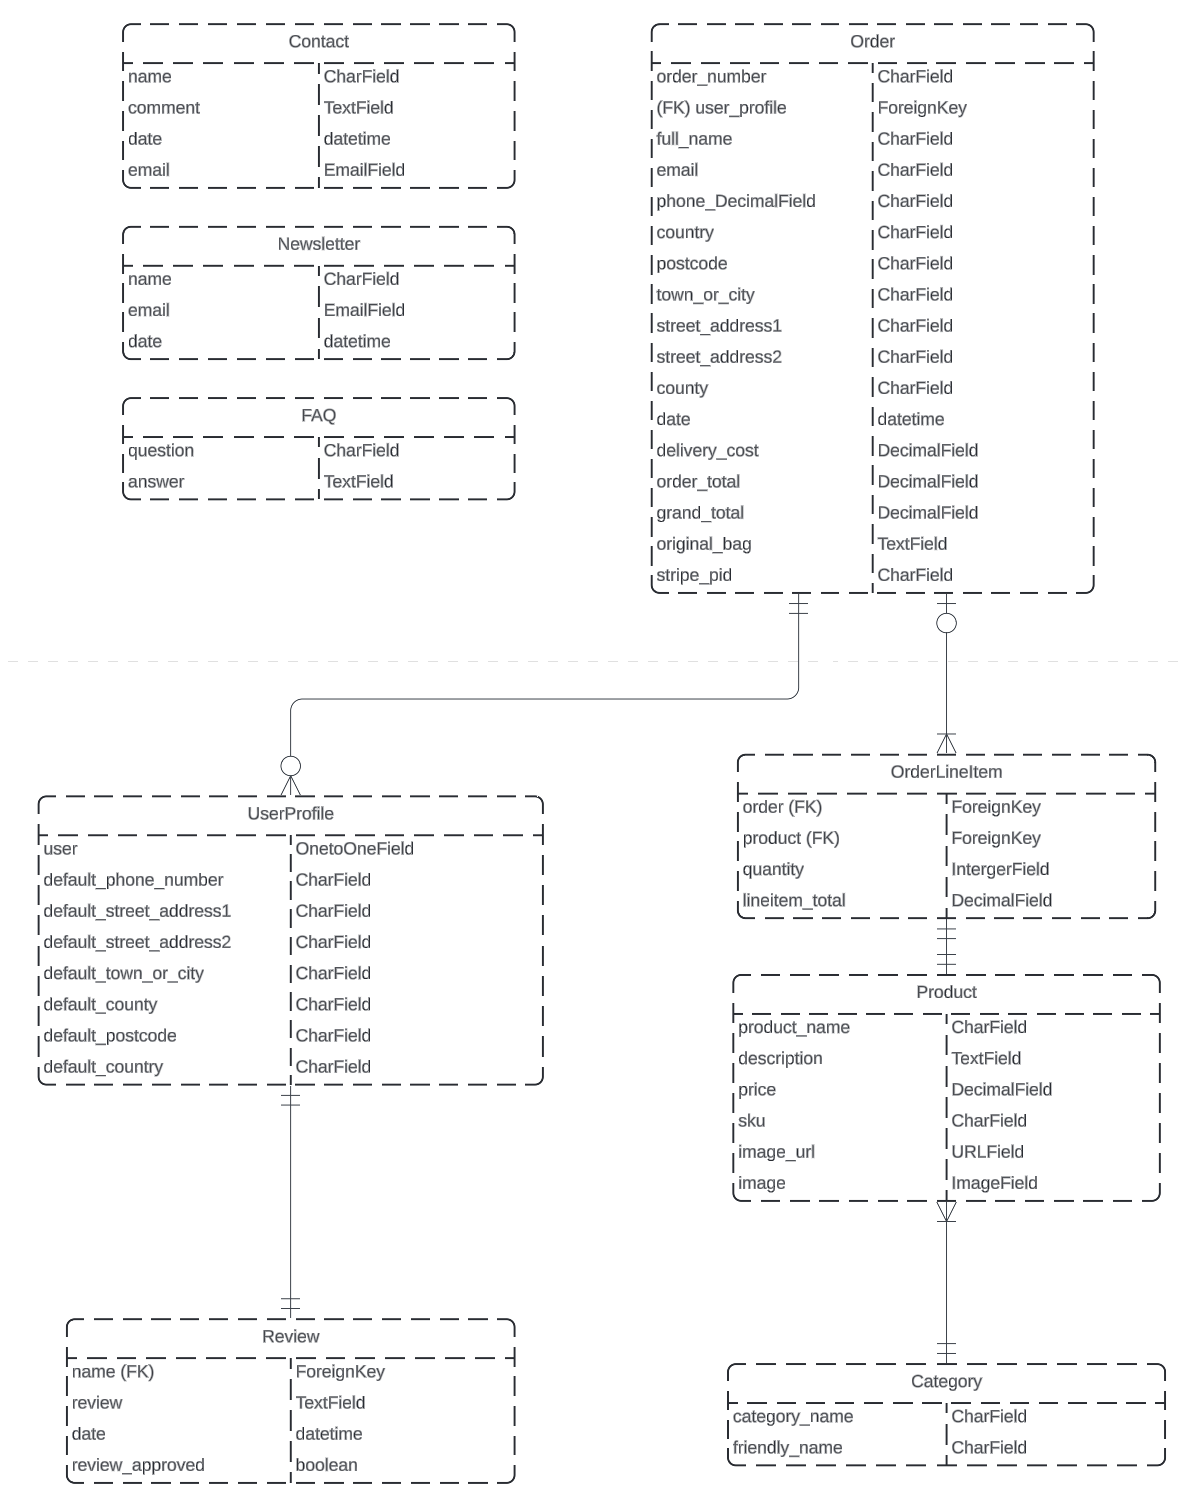 Contact
name CharField
comment TextField
date datetime
email EmailField
Newsletter
name CharField
email EmailField
date datetime
FAQ
question CharField
answer TextField
Order
order_number CharField
(FK) user_profile ForeignKey
full_name CharField
email CharField
phone_DecimalField CharField
country CharField
postcode CharField
town_or_city CharField
street_address1 CharField
street_address2 CharField
county CharField
date datetime
delivery_cost DecimalField
order_total DecimalField
grand_total DecimalField
original_bag TextField
stripe_pid CharField
UserProfile
user OnetoOneField
default_phone_number CharField
default_street_address1 CharField
default_street_address2 CharField
default_town_or_city CharField
default_county CharField
default_postcode CharField
default_country CharField
OrderLineItem
order (FK) ForeignKey
product (FK) ForeignKey
quantity IntergerField
lineitem_total DecimalField
Product
product_name CharField
description TextField
price DecimalField
sku CharField
image_url URLField
image ImageField
Review
name (FK) ForeignKey
review TextField
date datetime
review_approved boolean
Category
category_name CharField
friendly_name CharField